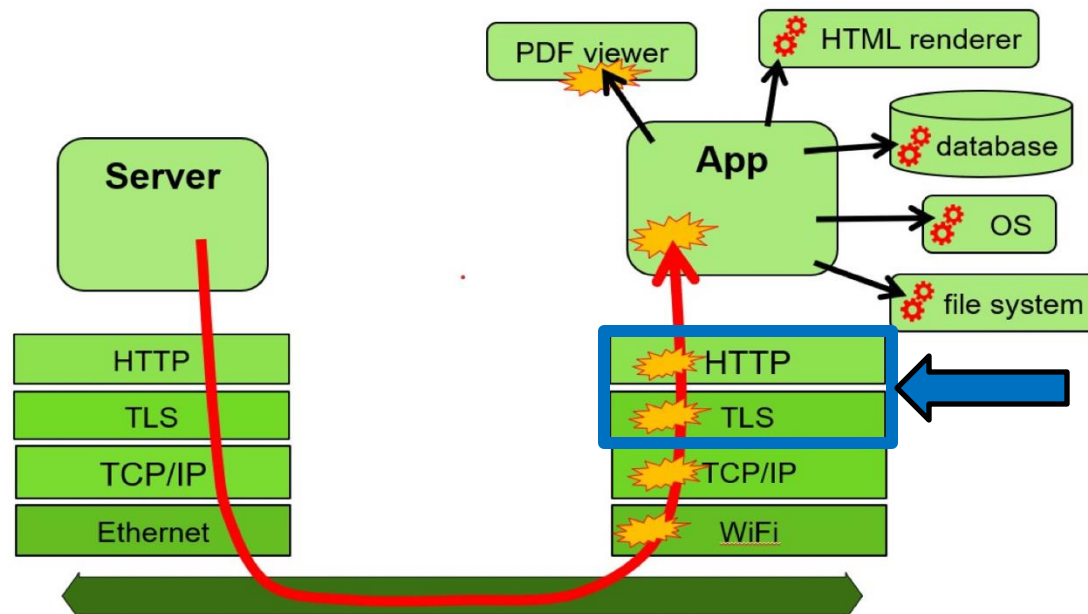 PDF viewer
HTML renderer
Server
App
database
OS
file system
HTTP
HTTP
TLS
TLS
TCP/IP
TCP/IP
Ethernet
WiFi